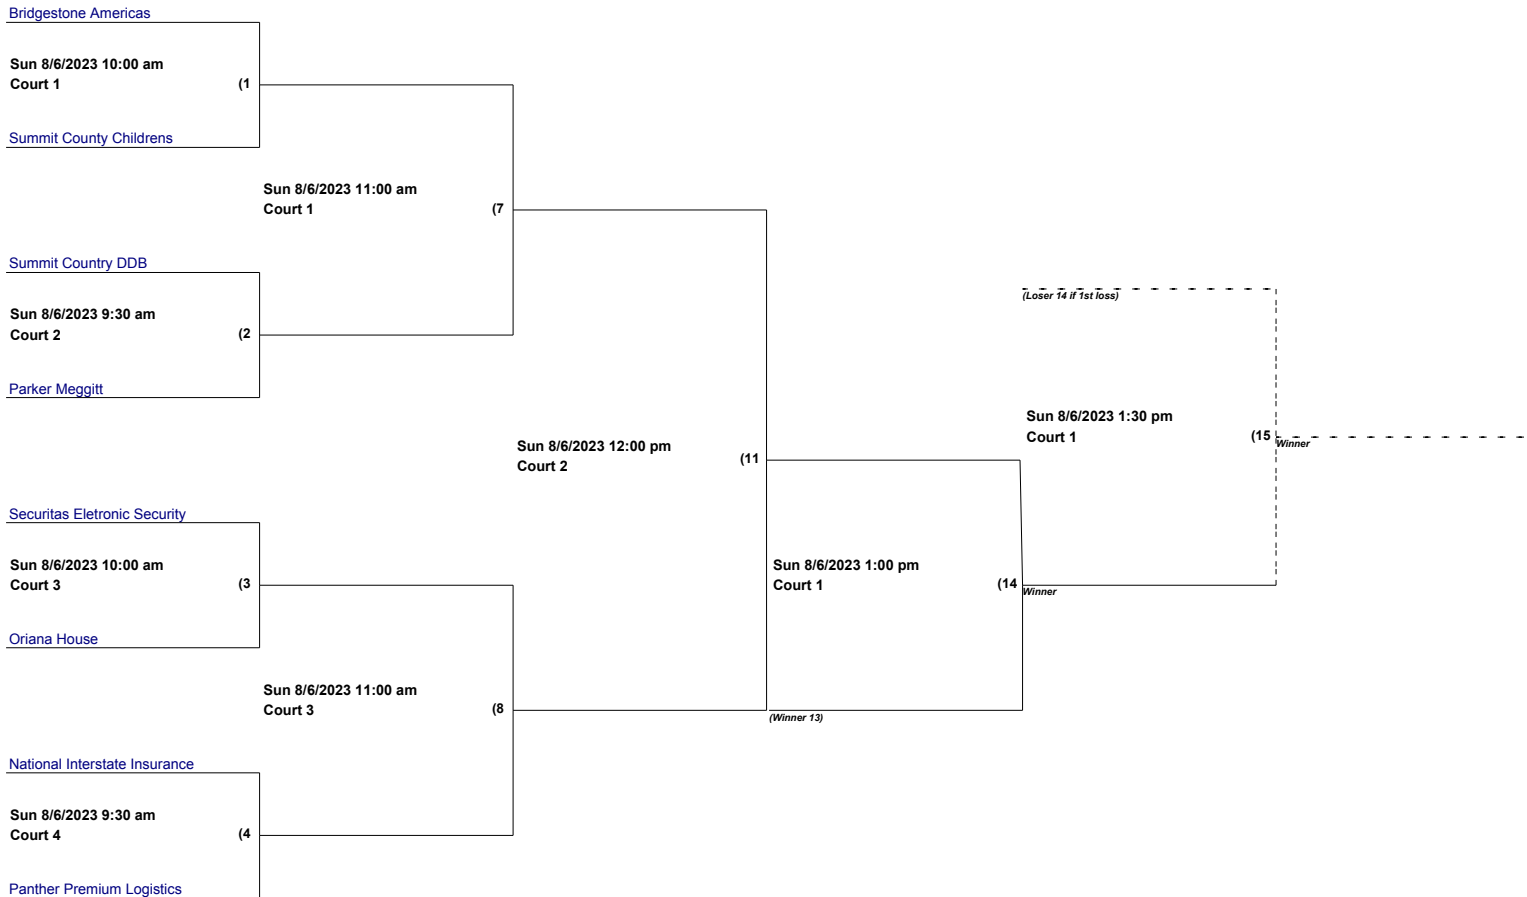 Bridgestone Americas
Sun 8/6/2023 10:00 am
Court 1
(1
Summit County Childrens
Sun 8/6/2023 11:00 am
Court 1
(7
Summit Country DDB
Sun 8/6/2023 9:30 am
Court 2
(2
Parker Meggitt
(Loser 14 if 1st loss)
Sun 8/6/2023 1:30 pm
Court 1
(15
Winner
Sun 8/6/2023 12:00 pm
Court 2
(11
Securitas Eletronic Security
Sun 8/6/2023 10:00 am
Court 3
(3
Oriana House
Sun 8/6/2023 1:00 pm
Court 1
(14
Winner
Sun 8/6/2023 11:00 am
Court 3
(8
(Winner 13)
National Interstate Insurance
Sun 8/6/2023 9:30 am
Court 4
(4
Panther Premium Logistics